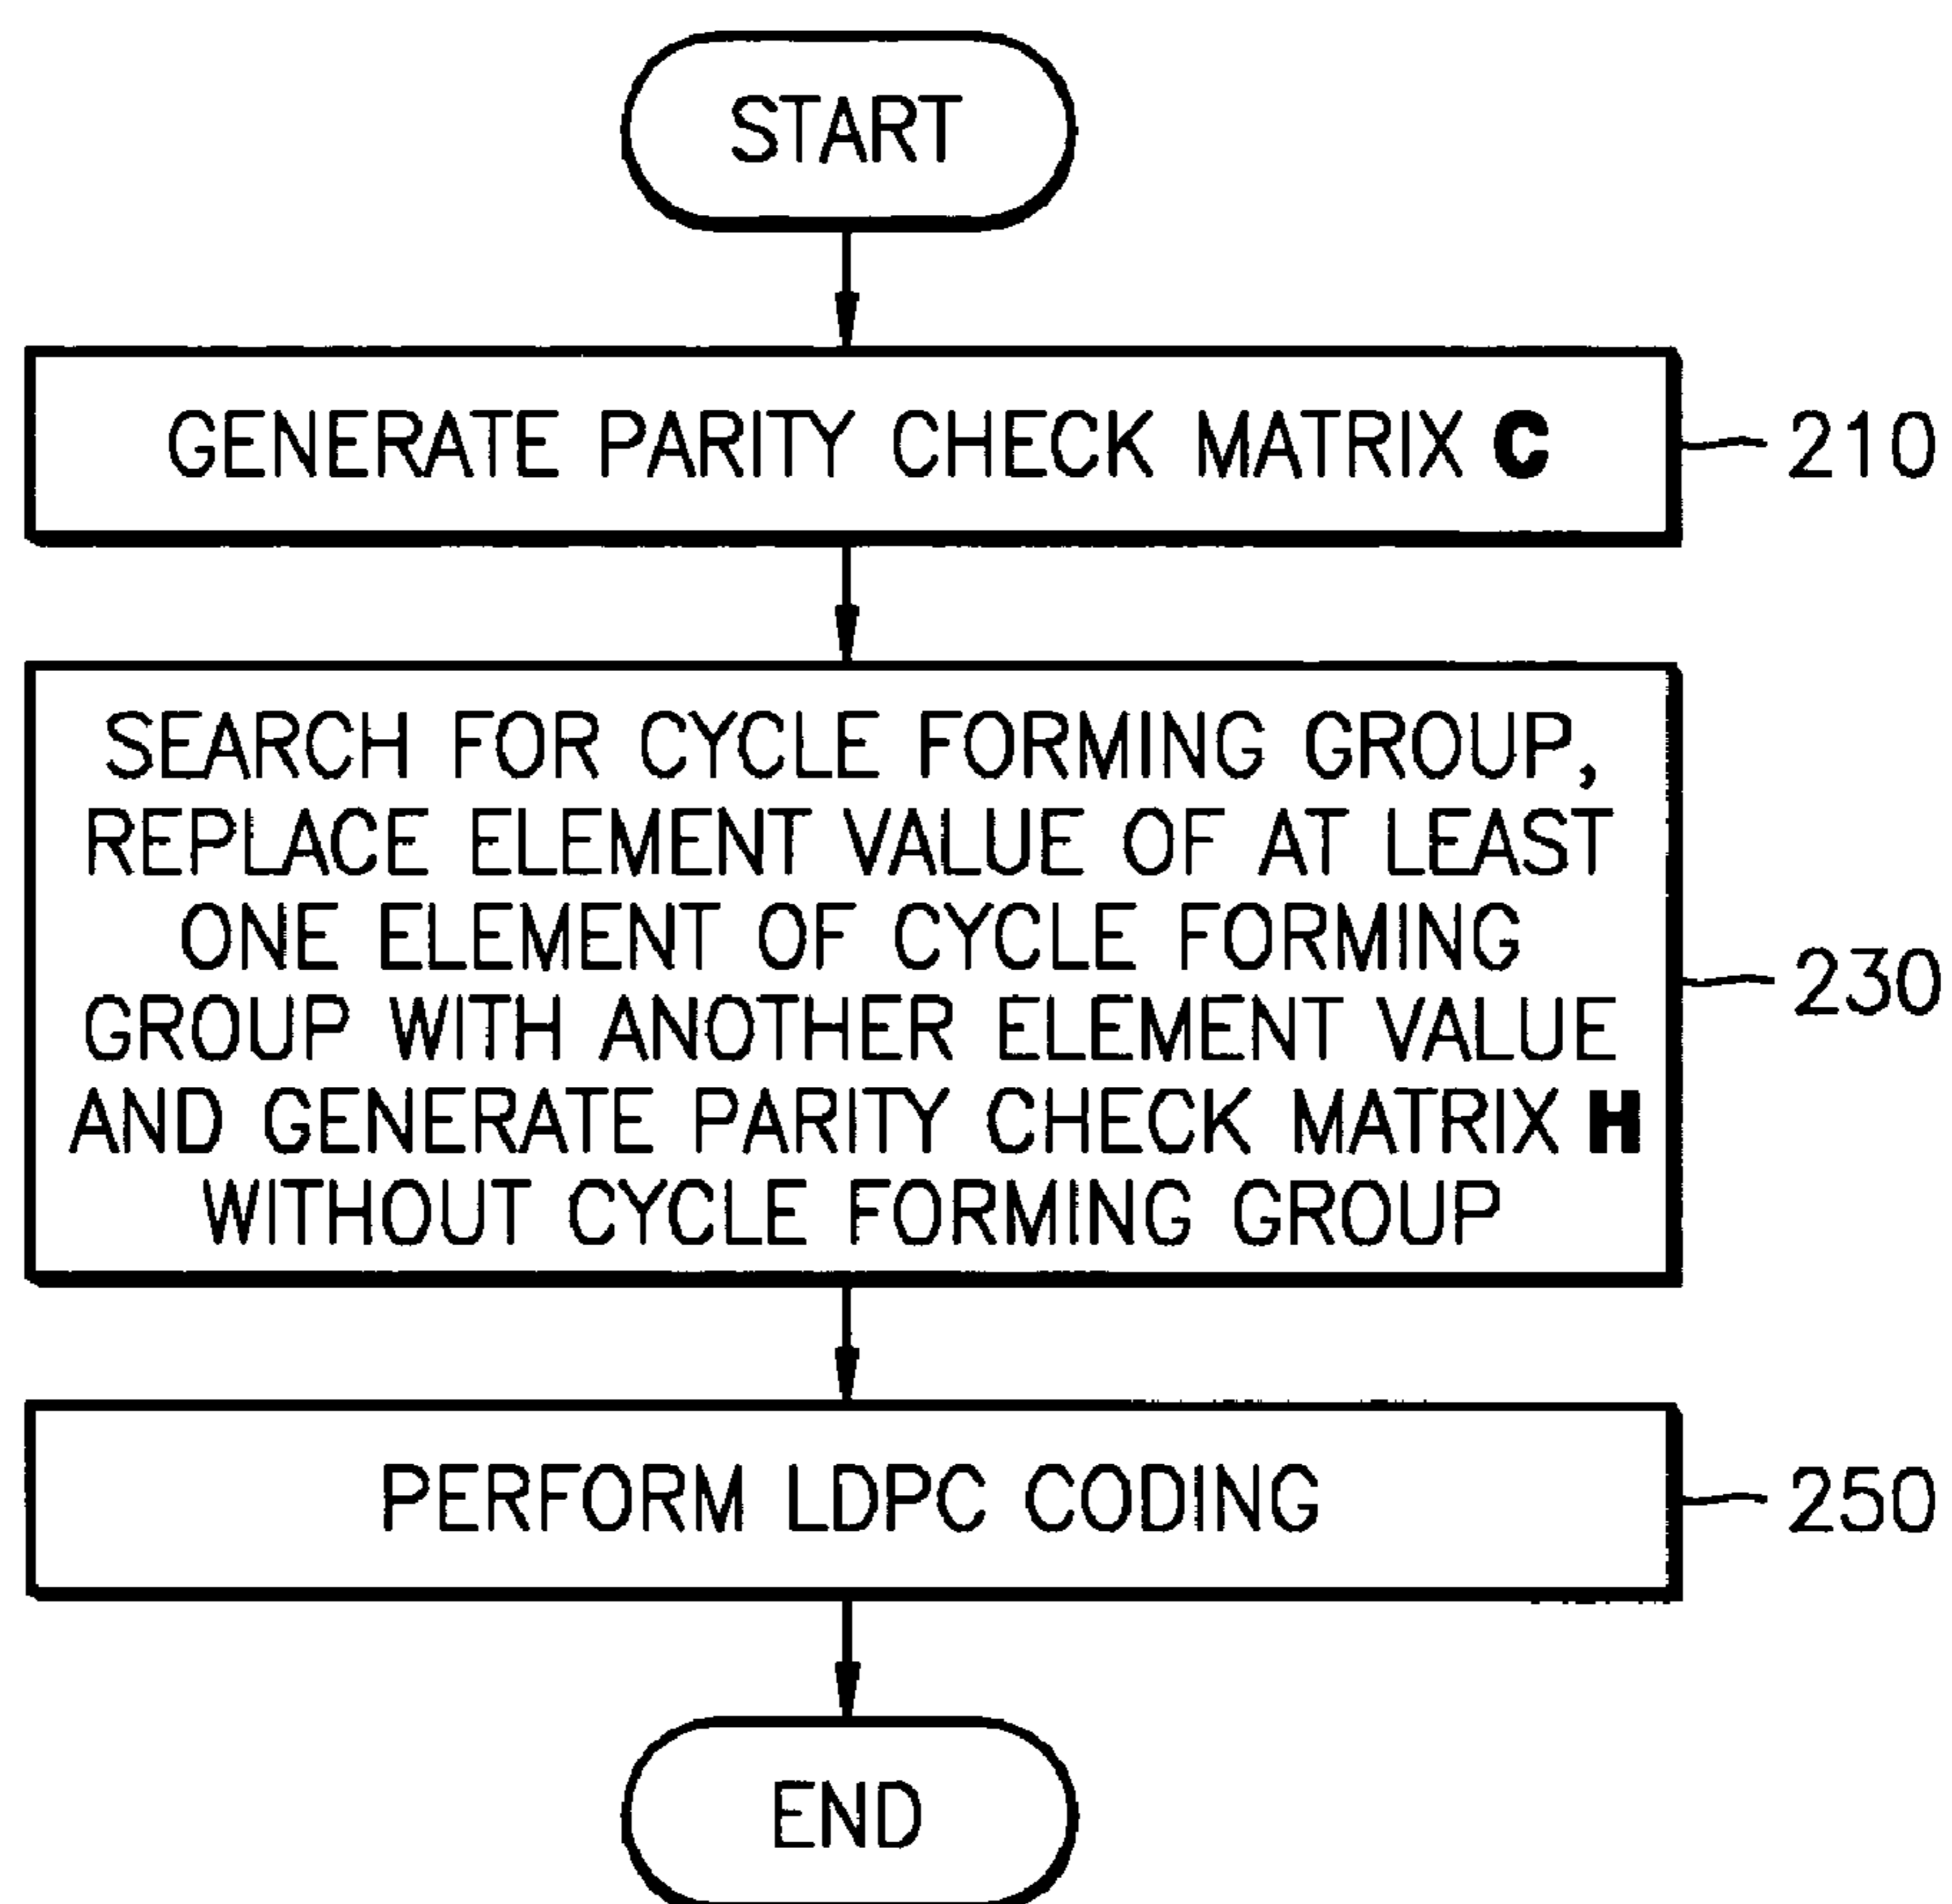 START
GENERATE PARITY CHECK MATRIX C
210
SEARCH FOR CYCLE FORMING GROUP,
REPLACE ELEMENT VALUE OF AT LEAST
ONE ELEMENT OF CYCLE FORMING
GROUP WITH ANOTHER ELEMENT VALUE
AND GENERATE PARITY CHECK MATRIX H
WITHOUT CYCLE FORMING GROUP
230
PERFORM LDPC CODING
250
END